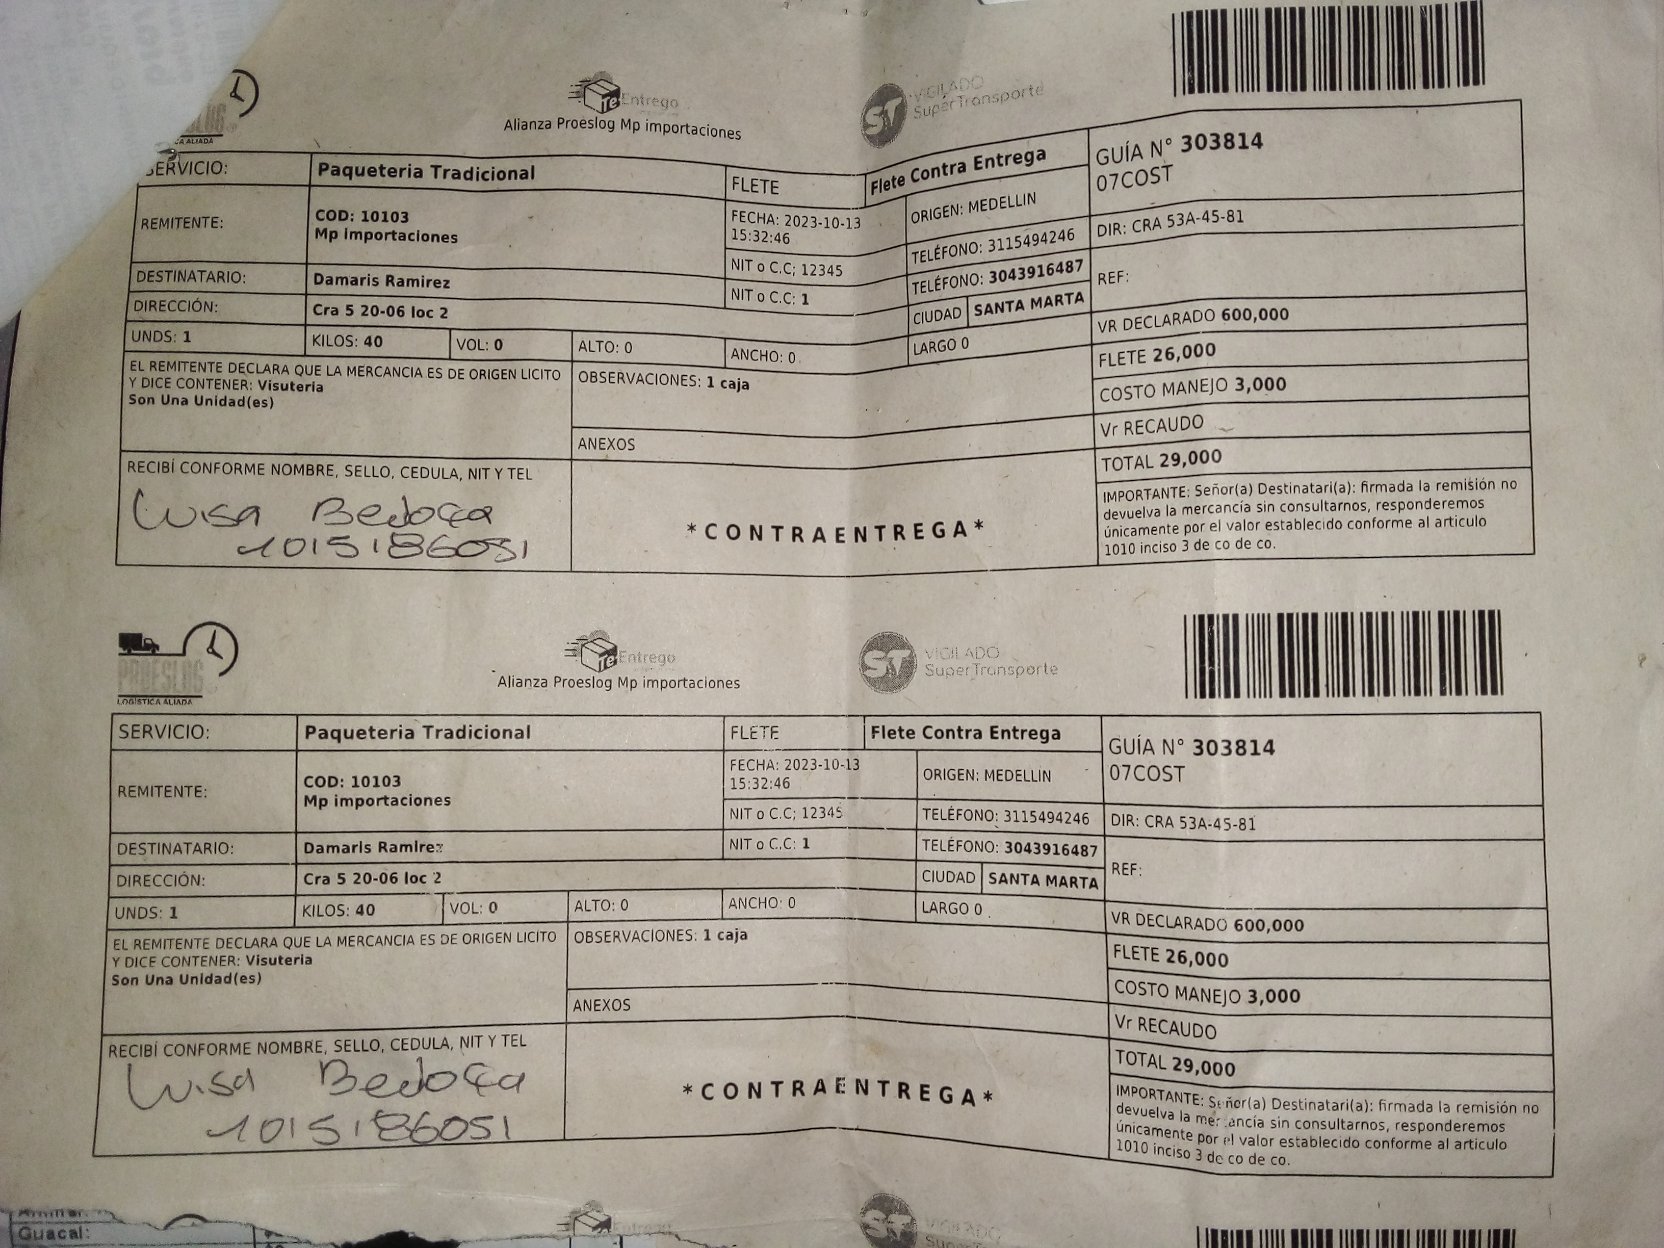 Te Entrego
Alianza Proeslog Mp importaciones
ST VIGILADO
SuperTransporte
SERVICIO: Paqueteria Tradicional FLETE Flete Contra Entrega
GUÍA N° 303814
07COST
REMITENTE: COD: 10103
Mp importaciones
FECHA: 2023-10-13
15:32:46
ORIGEN: MEDELLIN
NIT o C.C; 12345
TELÉFONO: 3115494246
DIR: CRA 53A-45-81
DESTINATARIO: Damaris Ramirez
NIT o C.C: 1
TELÉFONO: 3043916487
REF:
DIRECCIÓN: Cra 5 20-06 loc 2
CIUDAD SANTA MARTA
UNDS: 1 KILOS: 40 VOL: 0 ALTO: 0 ANCHO: 0 LARGO 0
VR DECLARADO 600,000
FLETE 26,000
COSTO MANEJO 3,000
Vr RECAUDO
TOTAL 29,000
EL REMITENTE DECLARA QUE LA MERCANCIA ES DE ORIGEN LICITO
Y DICE CONTENER: Visuteria
Son Una Unidad(es)
OBSERVACIONES: 1 caja
ANEXOS
RECIBÍ CONFORME NOMBRE, SELLO, CEDULA, NIT Y TEL
Luisa Bedoya
1015186051
*CONTRAENTREGA*
IMPORTANTE: Señor(a) Destinatari(a): firmada la remisión no
devuelva la mercancía sin consultarnos, responderemos
únicamente por el valor establecido conforme al articulo
1010 inciso 3 de co de co.
PROESLOG
LOGÍSTICA ALIADA
Te Entrego
Alianza Proeslog Mp importaciones
ST VIGILADO
SuperTransporte
SERVICIO: Paqueteria Tradicional FLETE Flete Contra Entrega
GUÍA N° 303814
07COST
REMITENTE: COD: 10103
Mp importaciones
FECHA: 2023-10-13
15:32:46
ORIGEN: MEDELLIN
NIT o C.C; 12345
TELÉFONO: 3115494246
DIR: CRA 53A-45-81
DESTINATARIO: Damaris Ramirez
NIT o C.C: 1
TELÉFONO: 3043916487
REF:
DIRECCIÓN: Cra 5 20-06 loc 2
CIUDAD SANTA MARTA
UNDS: 1 KILOS: 40 VOL: 0 ALTO: 0 ANCHO: 0 LARGO 0
VR DECLARADO 600,000
FLETE 26,000
COSTO MANEJO 3,000
Vr RECAUDO
TOTAL 29,000
EL REMITENTE DECLARA QUE LA MERCANCIA ES DE ORIGEN LICITO
Y DICE CONTENER: Visuteria
Son Una Unidad(es)
OBSERVACIONES: 1 caja
ANEXOS
RECIBÍ CONFORME NOMBRE, SELLO, CEDULA, NIT Y TEL
Luisa Bedoya
1015186051
*CONTRAENTREGA*
IMPORTANTE: Señor(a) Destinatari(a): firmada la remisión no
devuelva la mercancía sin consultarnos, responderemos
únicamente por el valor establecido conforme al articulo
1010 inciso 3 de co de co.
Guacal:
ST